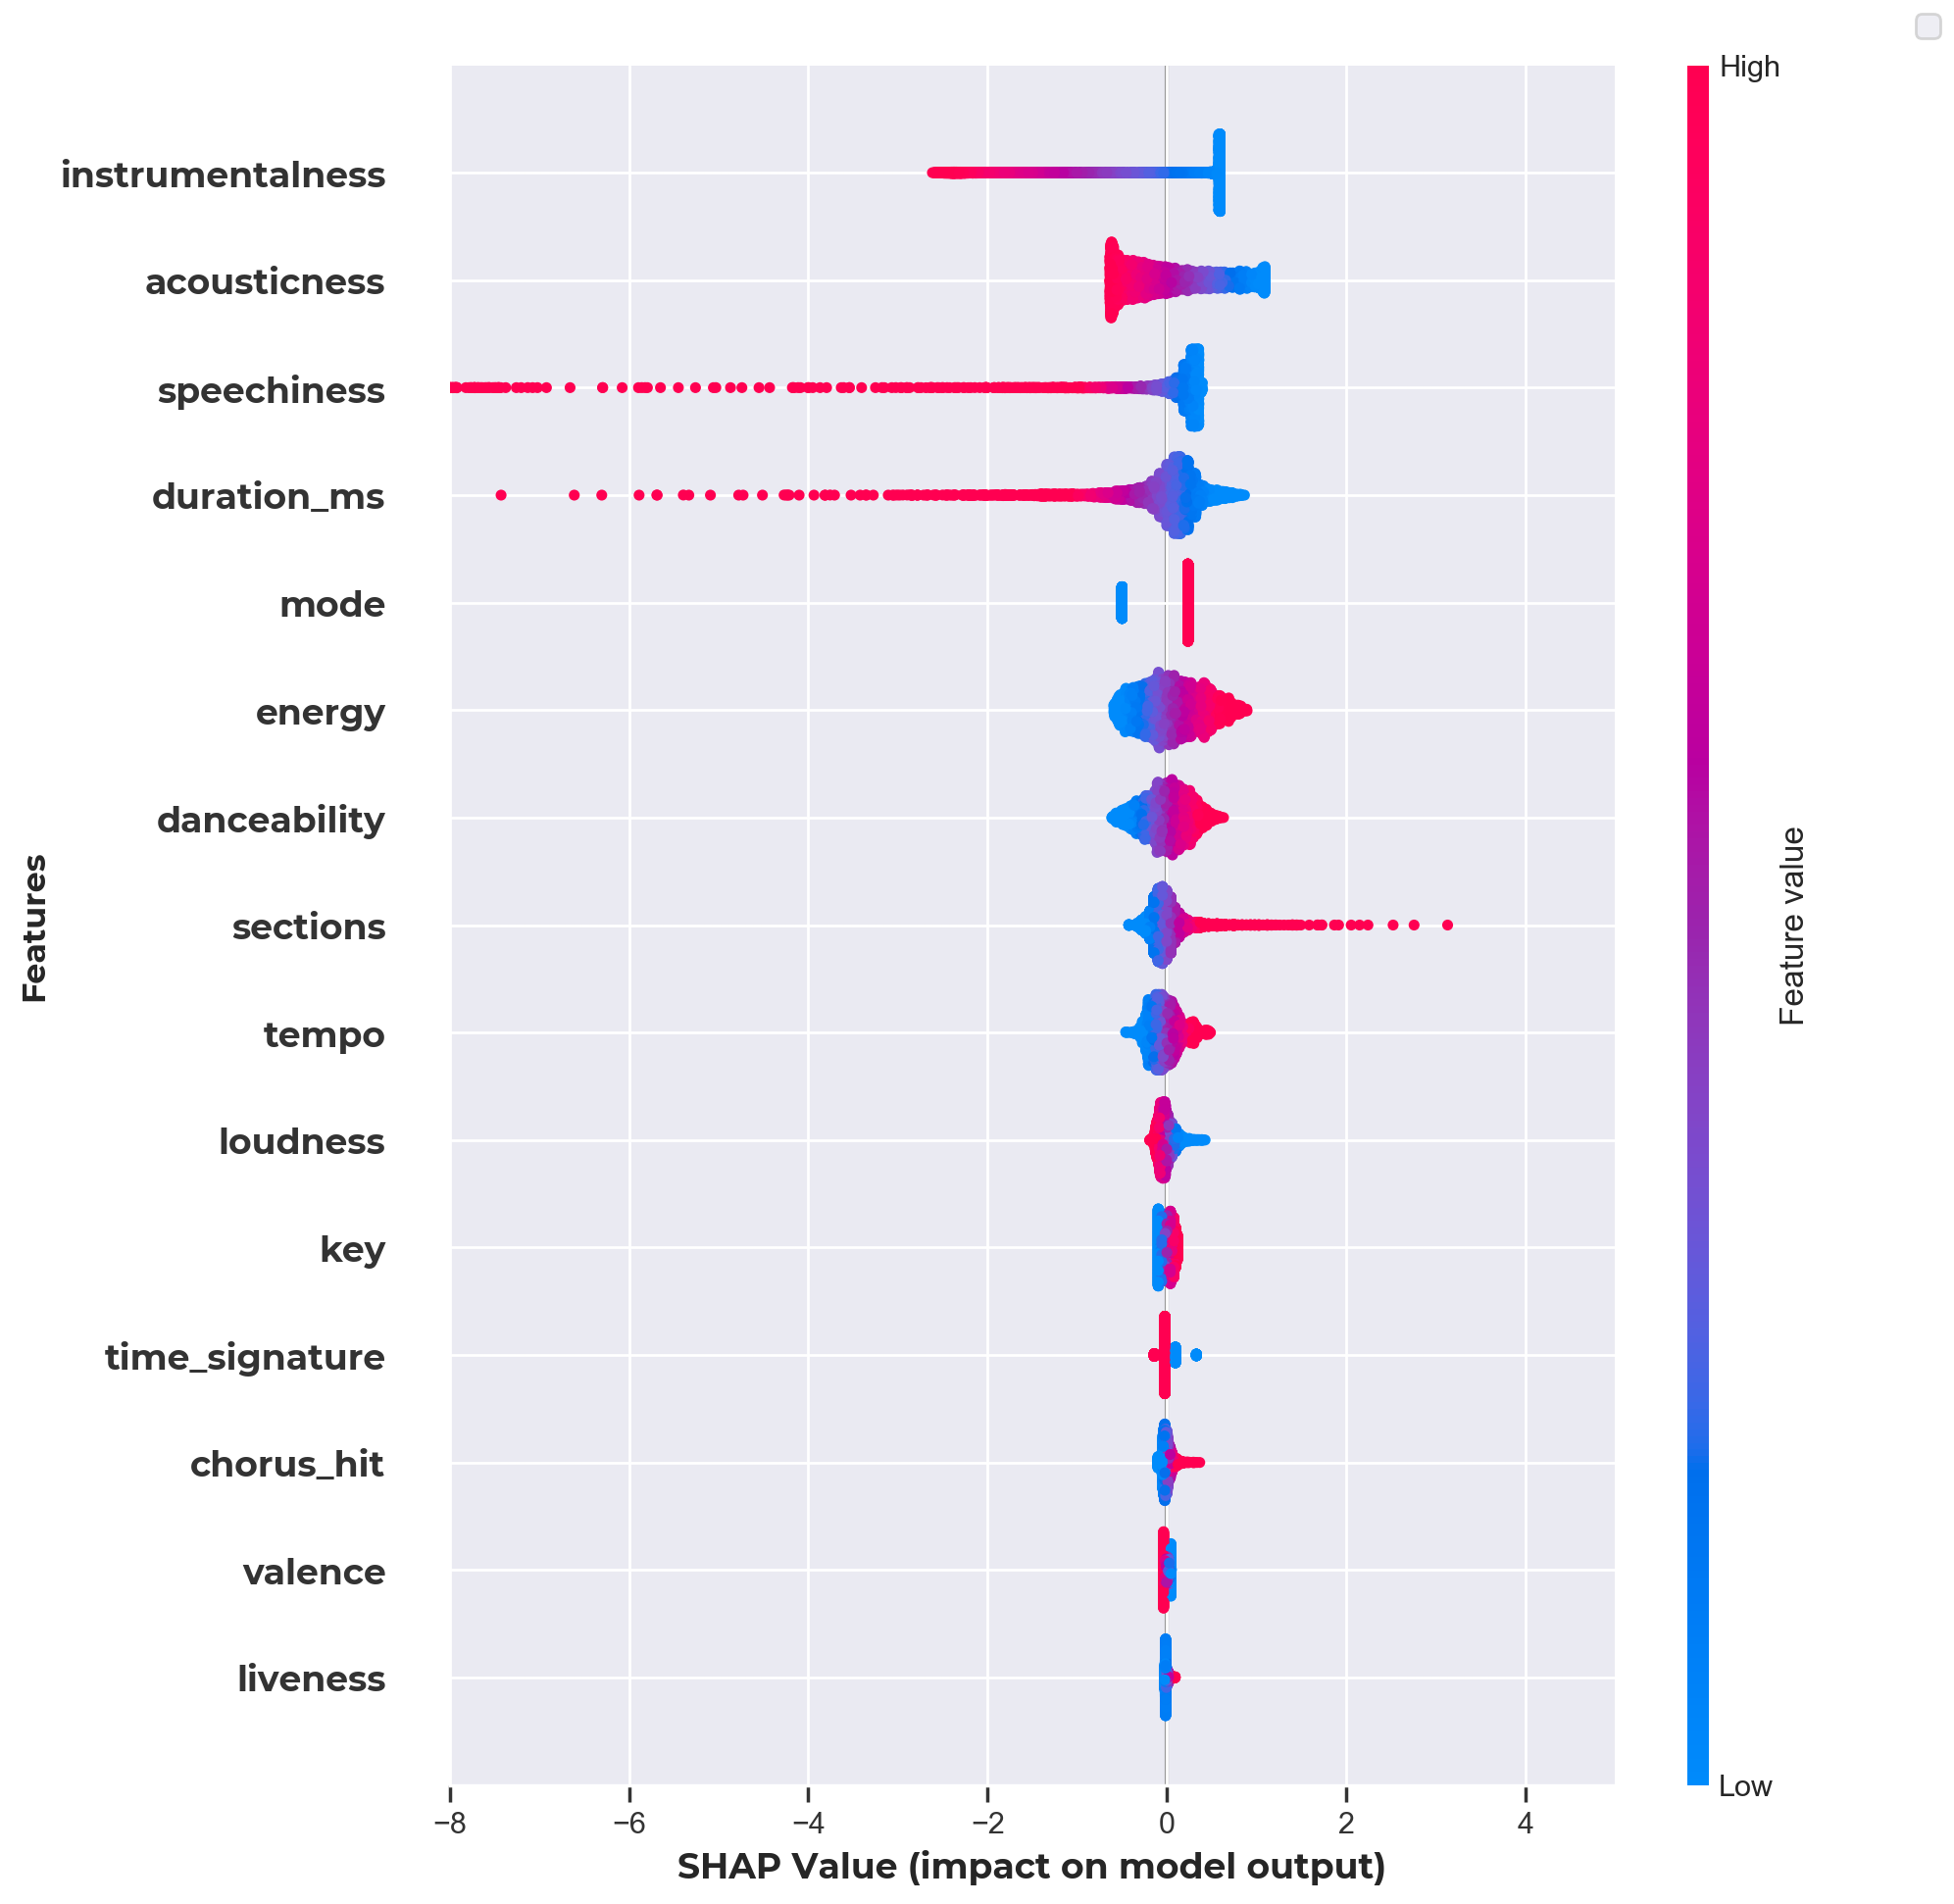 High
instrumentalness
acousticness
speechiness
duration_ms
mode
energy
danceability
sections
tempo
loudness
key
time_signature
chorus_hit
valence
liveness
Features
Feature value
Low
−8 −6 −4 −2 0 2 4
SHAP Value (impact on model output)